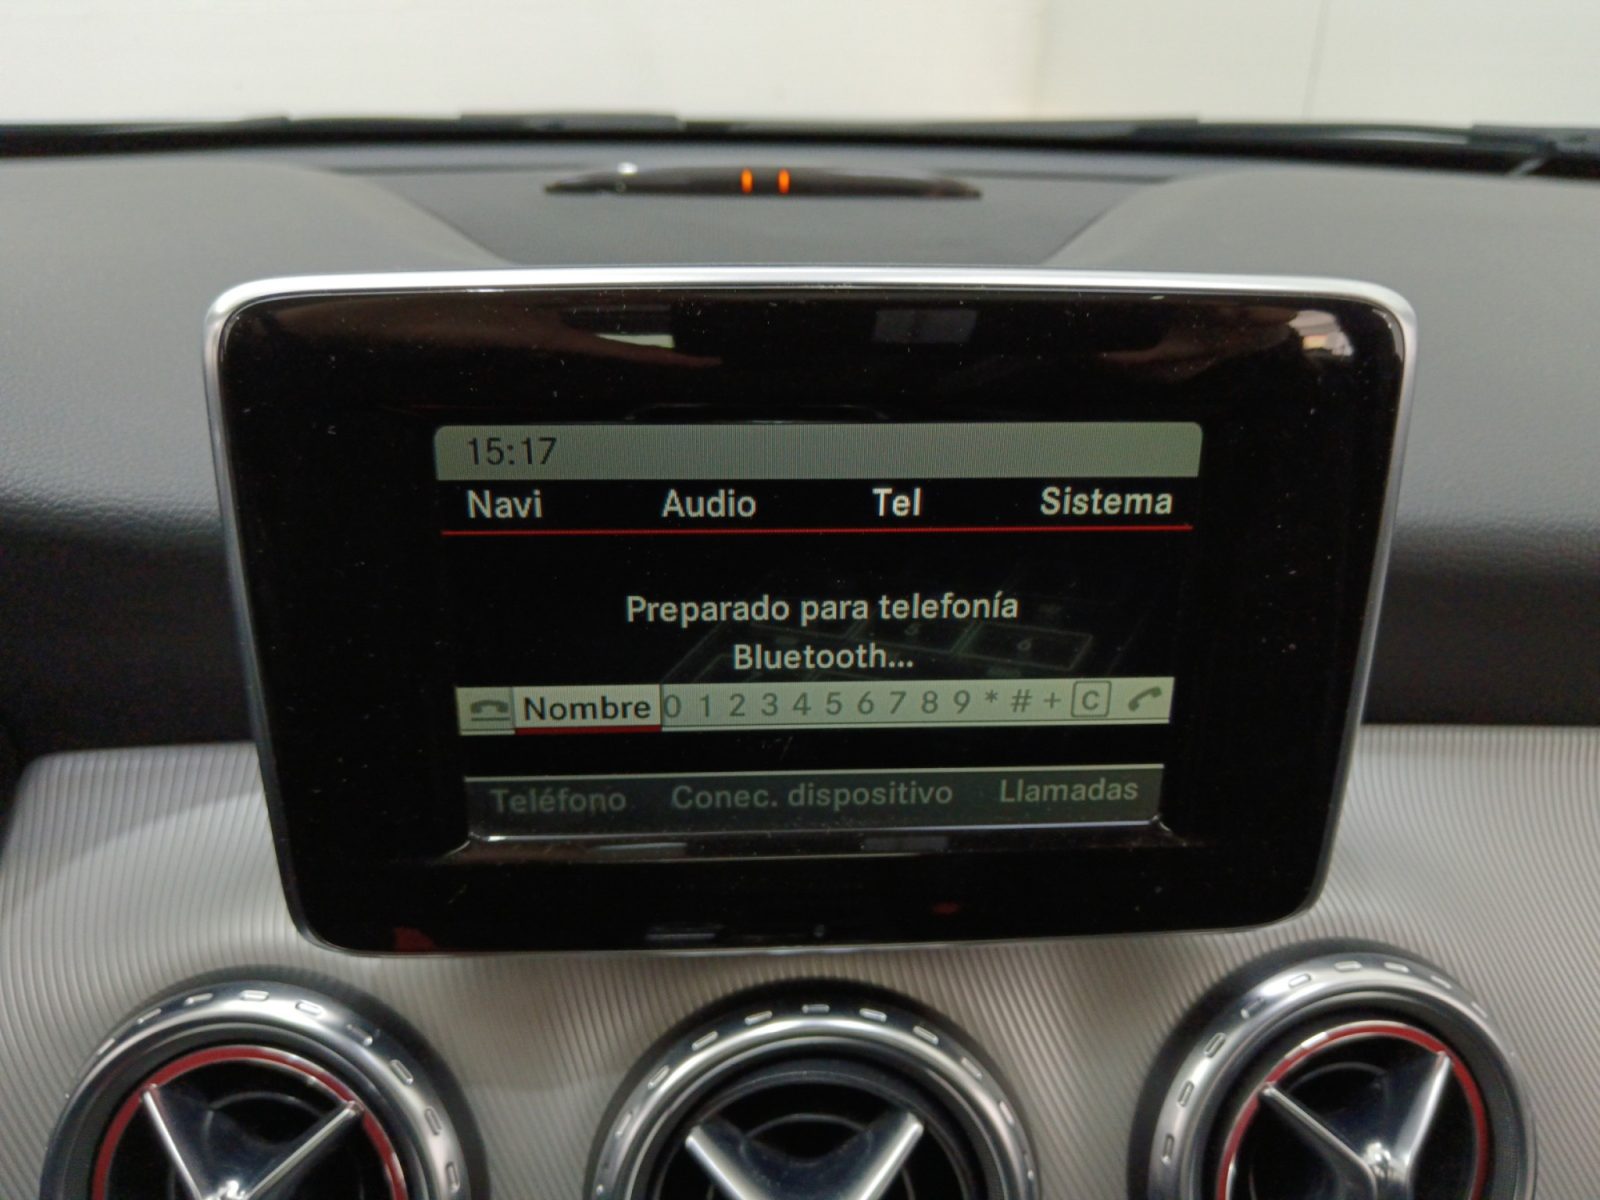 15:17
Navi Audio Tel Sistema
Preparado para telefonía
Bluetooth...
Nombre 0 1 2 3 4 5 6 7 8 9 * # + C
Teléfono Conec. dispositivo Llamadas